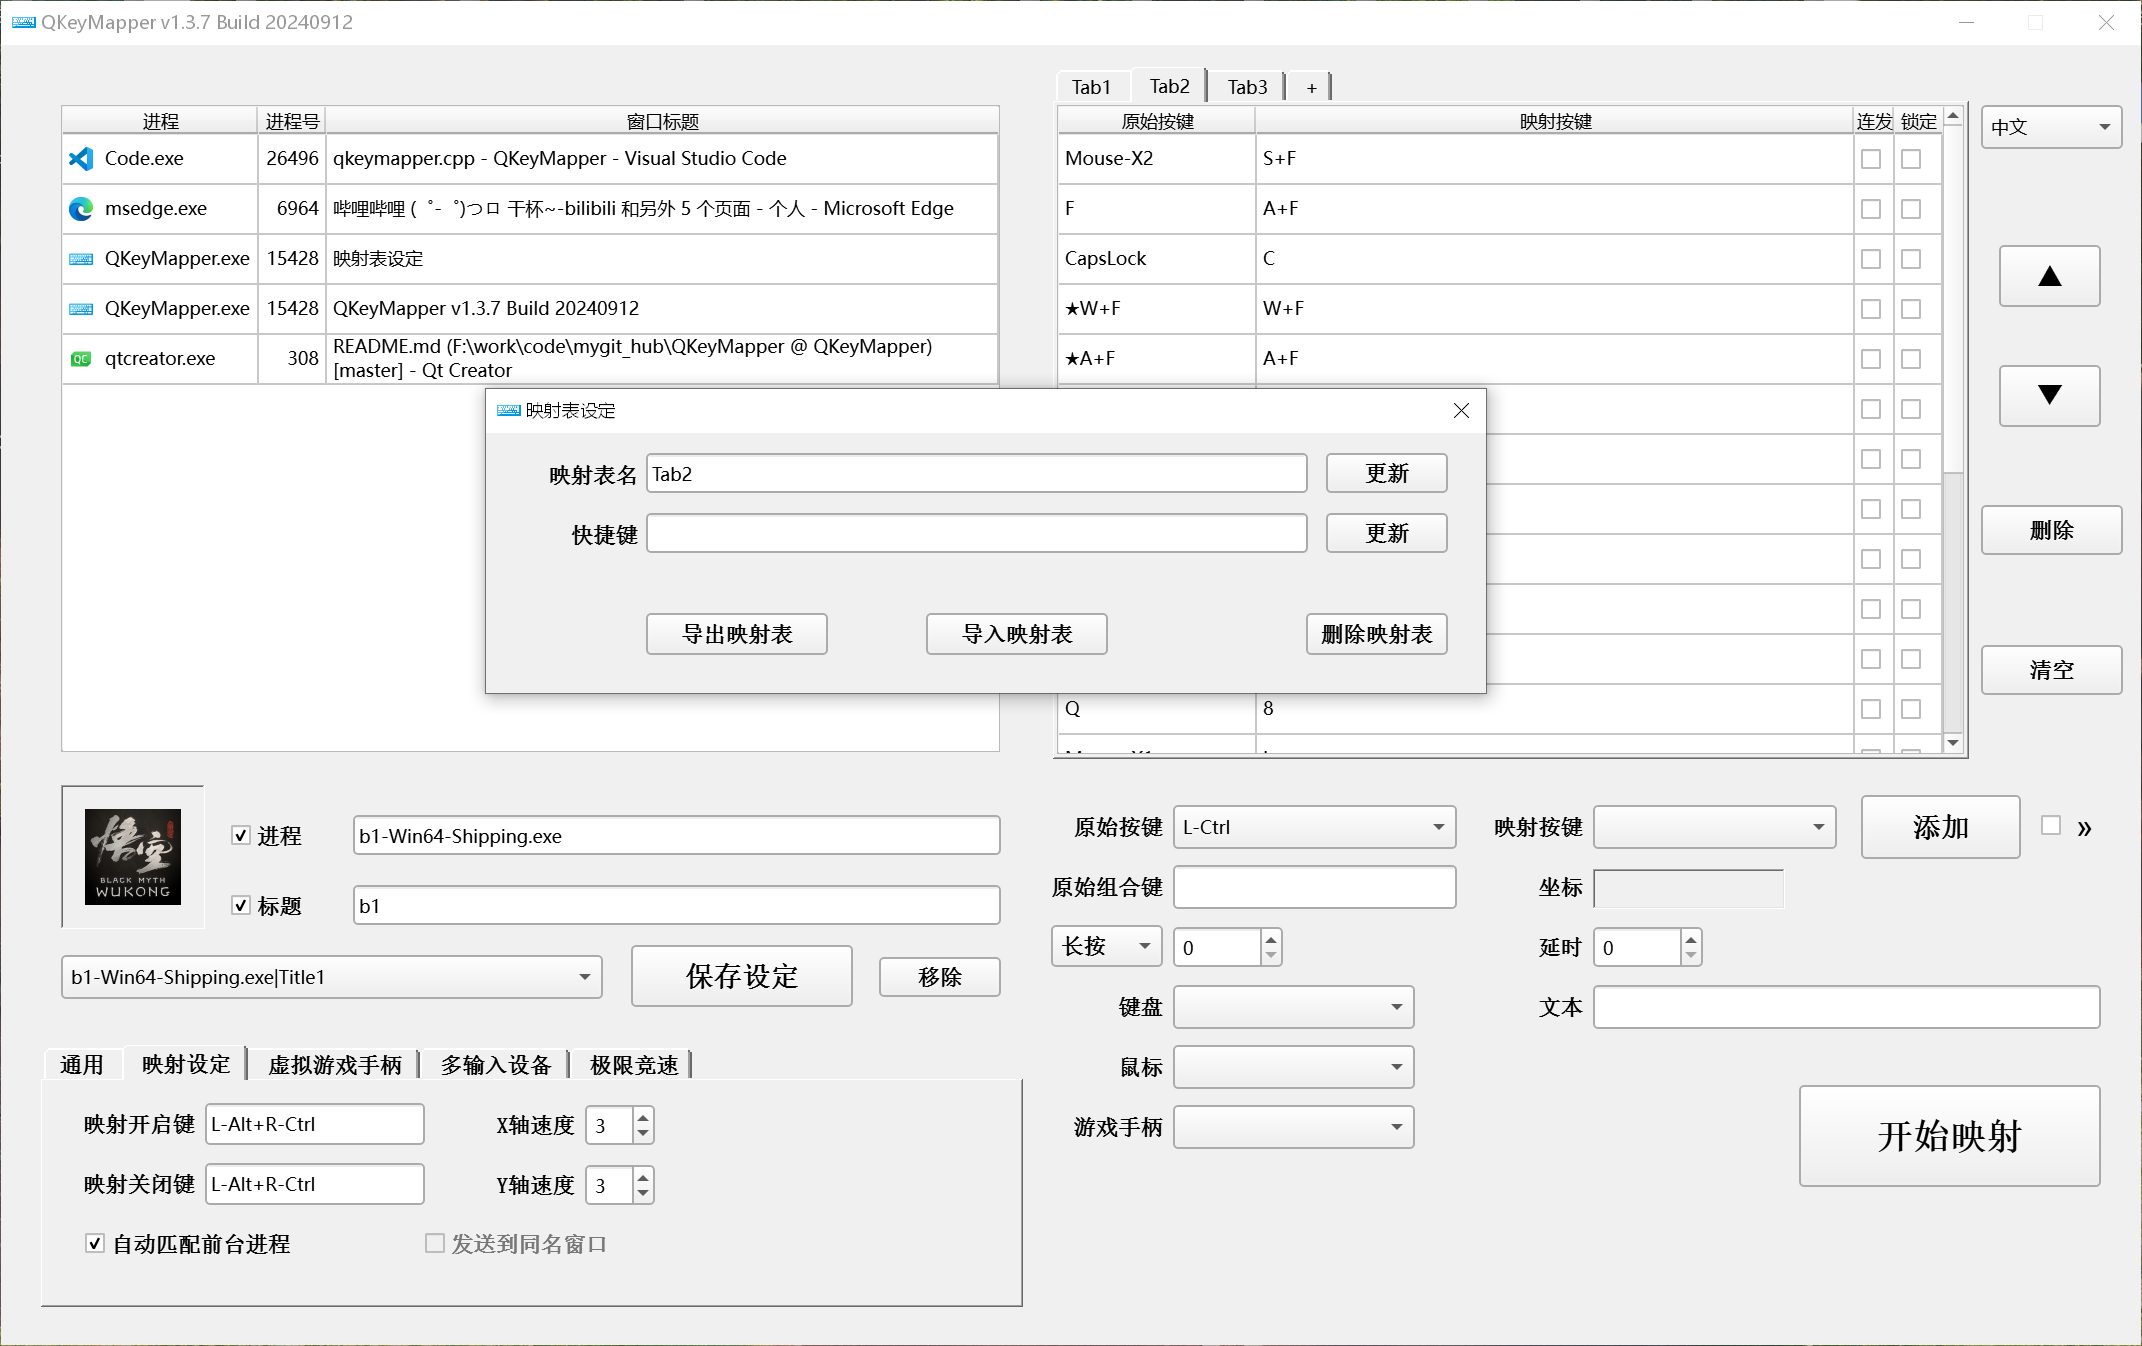 QKeyMapper v1.3.7 Build 20240912
进程 进程号 窗口标题
Code.exe 26496 qkeymapper.cpp - QKeyMapper - Visual Studio Code
msedge.exe 6964 哔哩哔哩 (゜-゜)つロ 干杯~-bilibili 和另外 5 个页面 - 个人 - Microsoft Edge
QKeyMapper.exe 15428 映射表设定
QKeyMapper.exe 15428 QKeyMapper v1.3.7 Build 20240912
qtcreator.exe 308 README.md (F:\work\code\mygit_hub\QKeyMapper @ QKeyMapper)
[master] - Qt Creator
Tab1 Tab2 Tab3 +
原始按键 映射按键 连发 锁定
Mouse-X2 S+F
F A+F
CapsLock C
★W+F W+F
★A+F A+F
Q 8
中文
▲
▼
删除
清空
映射表设定
映射表名 Tab2 更新
快捷键 更新
导出映射表 导入映射表 删除映射表
悟空
BLACK MYTH
WUKONG
进程 b1-Win64-Shipping.exe
标题 b1
b1-Win64-Shipping.exe|Title1 保存设定 移除
通用 映射设定 虚拟游戏手柄 多输入设备 极限竞速
映射开启键 L-Alt+R-Ctrl X轴速度 3
映射关闭键 L-Alt+R-Ctrl Y轴速度 3
自动匹配前台进程 发送到同名窗口
原始按键 L-Ctrl 映射按键 添加 »
原始组合键 坐标
长按 0 延时 0
键盘 文本
鼠标
游戏手柄
开始映射